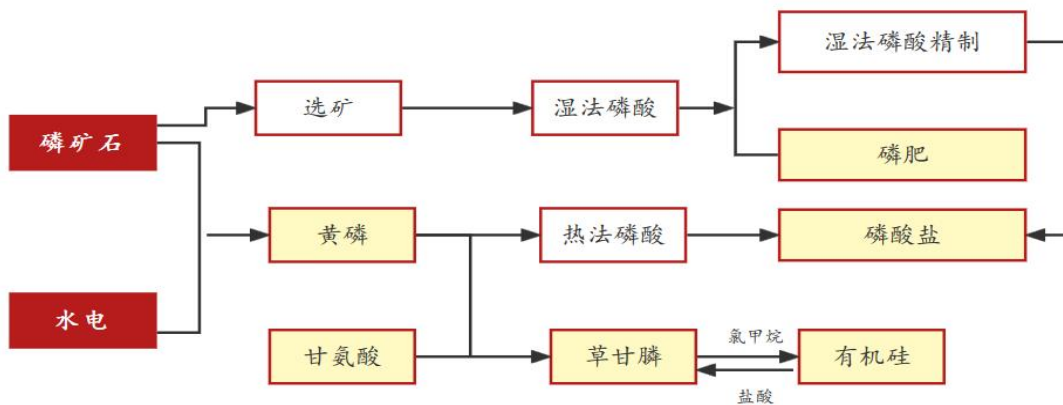 湿法磷酸精制
选矿
湿法磷酸
磷矿石
磷肥
黄磷
热法磷酸
磷酸盐
水电
甘氨酸
草甘膦
氯甲烷
有机硅
盐酸